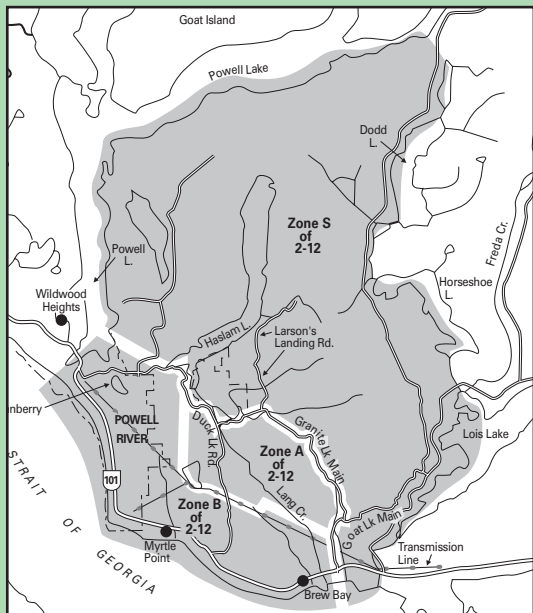 Goat Island
Powell Lake
Dodd
L.
Zone S
of
2-12
Freda Cr.
Powell
L.
Horseshoe
L.
Wildwood
Heights
Haslam L.
Larson's
Landing Rd.
L.
nberry
POWELL
RIVER
Duck Lk Rd.
Granite Lk Main
Lois Lake
Zone A
of
2-12
101
Lang Cr.
Zone B
of
2-12
Goat Lk Main
STRAIT OF GEORGIA
Myrtle
Point
Transmission
Line
Brew Bay